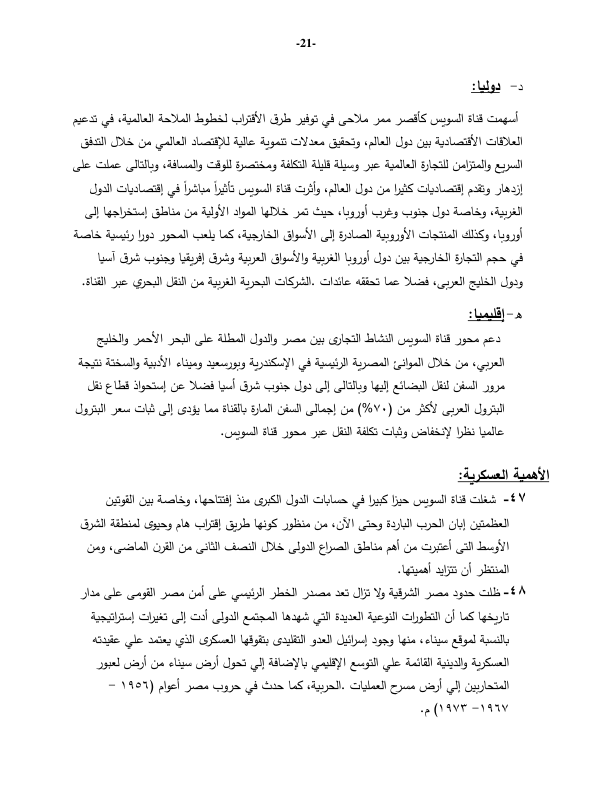 -21-
د- دوليا:
أسهمت قناة السويس كأقصر ممر ملاحى في توفير طرق الأقتراب لخطوط الملاحة العالمية، في تدعيم
العلاقات الأقتصادية بين دول العالم، وتحقيق معدلات تنموية عالية للإقتصاد العالمي من خلال التدفق
السريع والمتزامن للتجارة العالمية عبر وسيلة قليلة التكلفة ومختصرة للوقت والمسافة، وبالتالى عملت على
إزدهار وتقدم إقتصاديات كثيرا من دول العالم، وأثرت قناة السويس تأثيراً مباشراً في إقتصاديات الدول
الغربية، وخاصة دول جنوب وغرب أوروبا، حيث تمر خلالها المواد الأولية من مناطق إستخراجها إلى
أوروبا، وكذلك المنتجات الأوروبية الصادرة إلى الأسواق الخارجية، كما يلعب المحور دورا رئيسية خاصة
في حجم التجارة الخارجية بين دول أوروبا الغربية والأسواق العربية وشرق إفريقيا وجنوب شرق آسيا
ودول الخليج العربى، فضلا عما تحققه عائدات .الشركات البحرية الغربية من النقل البحري عبر القناة.
ه-إقليميا:
دعم محور قناة السويس النشاط التجارى بين مصر والدول المطلة على البحر الأحمر والخليج
العربي، من خلال الموانئ المصرية الرئيسية في الإسكندرية وبورسعيد وميناء الأدبية والسختة نتيجة
مرور السفن لنقل البضائع إليها وبالتالى إلى دول جنوب شرق أسيا فضلا عن إستحواذ قطاع نقل
البترول العربى لأكثر من (٧٠%) من إجمالى السفن المارة بالقناة مما يؤدى إلى ثبات سعر البترول
عالميا نظرا لإنخفاض وثبات تكلفة النقل عبر محور قناة السويس.
الأهمية العسكرية:
٤٧- شغلت قناة السويس حيزا كبيرا في حسابات الدول الكبرى منذ إفتتاحها، وخاصة بين القوتين
العظمتين إبان الحرب الباردة وحتى الآن، من منظور كونها طريق إقتراب هام وحيوى لمنطقة الشرق
الأوسط التى أعتبرت من أهم مناطق الصراع الدولى خلال النصف الثانى من القرن الماضى، ومن
المنتظر أن تتزايد أهميتها.
٤٨- ظلت حدود مصر الشرقية ولا تزال تعد مصدر الخطر الرئيسي على أمن مصر القومى على مدار
تاريخها كما أن التطورات النوعية العديدة التي شهدها المجتمع الدولى أدت إلى تغيرات إستراتيجية
بالنسبة لموقع سيناء، منها وجود إسرائيل العدو التقليدى بتقوقها العسكرى الذي يعتمد علي عقيدته
العسكرية والدينية القائمة علي التوسع الإقليمي بالإضافة إلي تحول أرض سيناء من أرض لعبور
المتحاربين إلي أرض مسرح العمليات .الحربية، كما حدث في حروب مصر أعوام (١٩٥٦ –
١٩٦٧- ١٩٧٣) م.